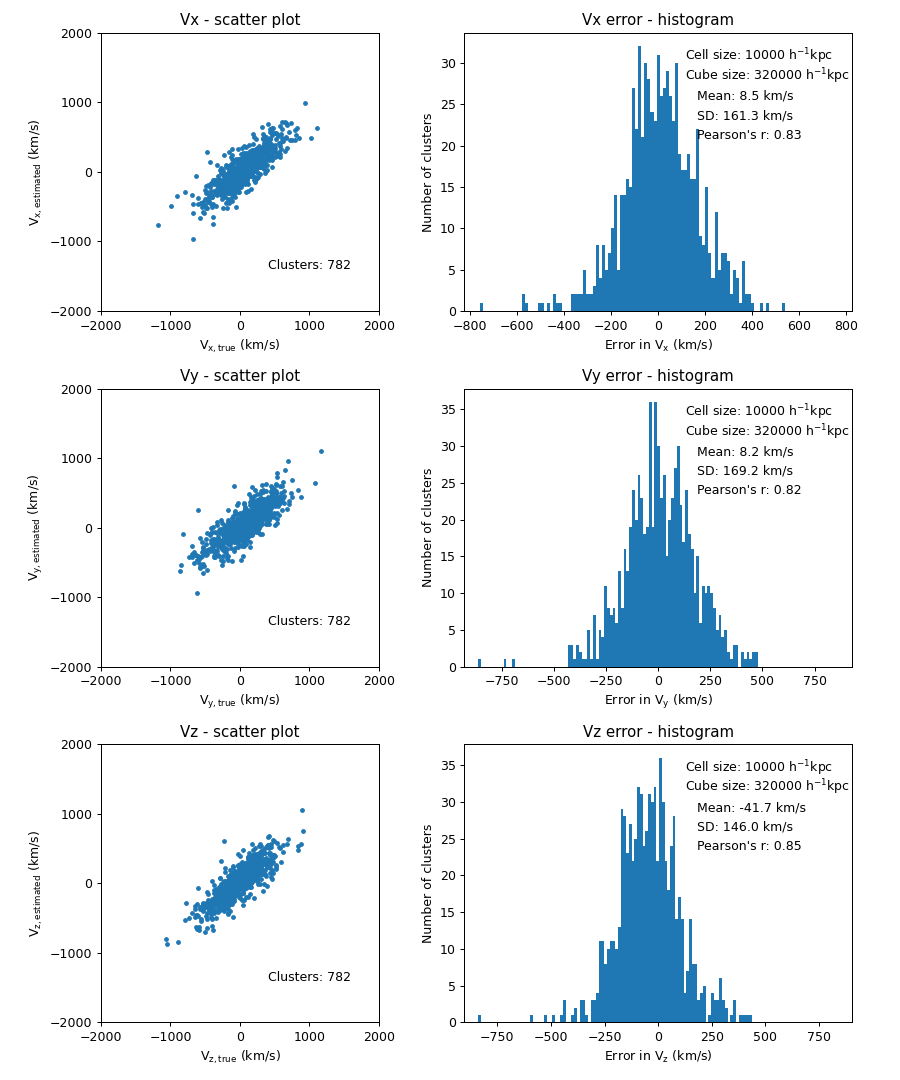 Vx - scatter plot
2000
1000
0
−1000
−2000
−2000 −1000 0 1000 2000
V_x, estimated (km/s)
V_x, true (km/s)
Clusters: 782
Vx error - histogram
30
25
20
15
10
5
0
−800 −600 −400 −200 0 200 400 600 800
Number of clusters
Error in V_x (km/s)
Cell size: 10000 h⁻¹kpc
Cube size: 320000 h⁻¹kpc
Mean: 8.5 km/s
SD: 161.3 km/s
Pearson's r: 0.83
Vy - scatter plot
2000
1000
0
−1000
−2000
−2000 −1000 0 1000 2000
V_y, estimated (km/s)
V_y, true (km/s)
Clusters: 782
Vy error - histogram
35
30
25
20
15
10
5
0
−750 −500 −250 0 250 500 750
Number of clusters
Error in V_y (km/s)
Cell size: 10000 h⁻¹kpc
Cube size: 320000 h⁻¹kpc
Mean: 8.2 km/s
SD: 169.2 km/s
Pearson's r: 0.82
Vz - scatter plot
2000
1000
0
−1000
−2000
−2000 −1000 0 1000 2000
V_z, estimated (km/s)
V_z, true (km/s)
Clusters: 782
Vz error - histogram
35
30
25
20
15
10
5
0
−750 −500 −250 0 250 500 750
Number of clusters
Error in V_z (km/s)
Cell size: 10000 h⁻¹kpc
Cube size: 320000 h⁻¹kpc
Mean: -41.7 km/s
SD: 146.0 km/s
Pearson's r: 0.85